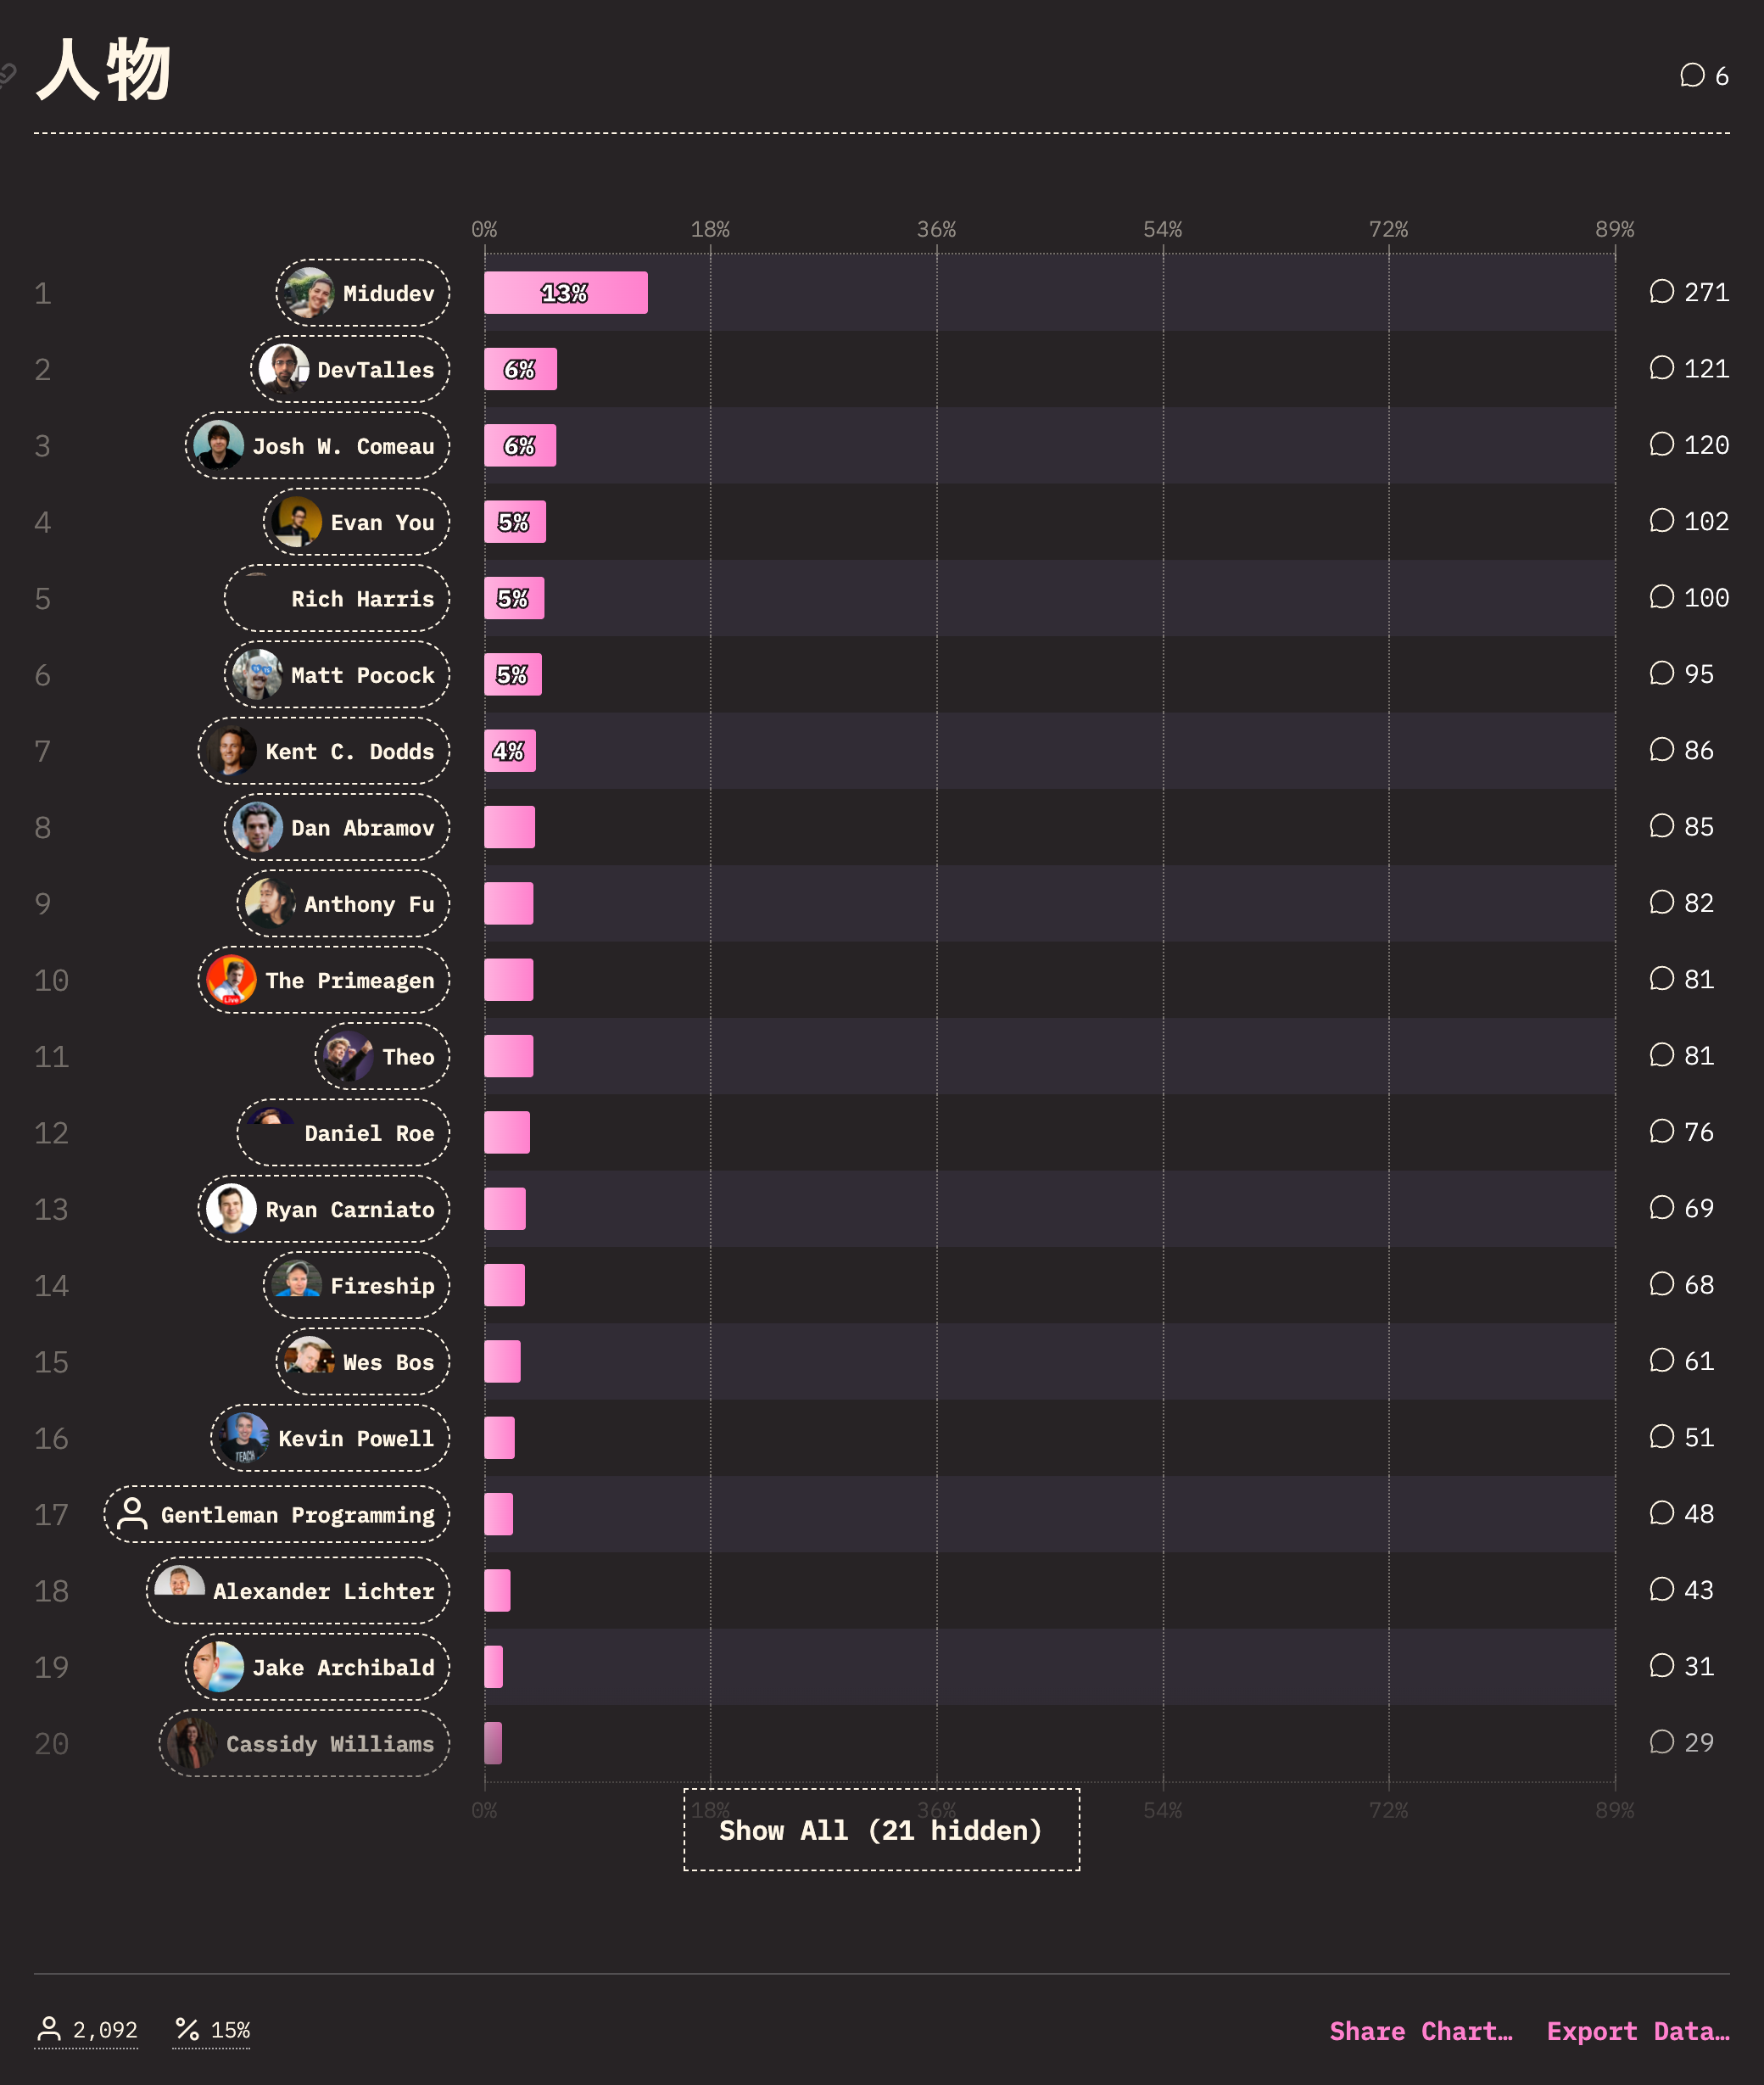 人物
6
0% 18% 36% 54% 72% 89%
1 Midudev 13% 271
2 DevTalles 6% 121
3 Josh W. Comeau 6% 120
4 Evan You 5% 102
5 Rich Harris 5% 100
6 Matt Pocock 5% 95
7 Kent C. Dodds 4% 86
8 Dan Abramov 85
9 Anthony Fu 82
10 The Primeagen 81
11 Theo 81
12 Daniel Roe 76
13 Ryan Carniato 69
14 Fireship 68
15 Wes Bos 61
16 Kevin Powell 51
17 Gentleman Programming 48
18 Alexander Lichter 43
19 Jake Archibald 31
20 Cassidy Williams 29
0% 18% 36% 54% 72% 89%
Show All (21 hidden)
2,092 15% Share Chart… Export Data…